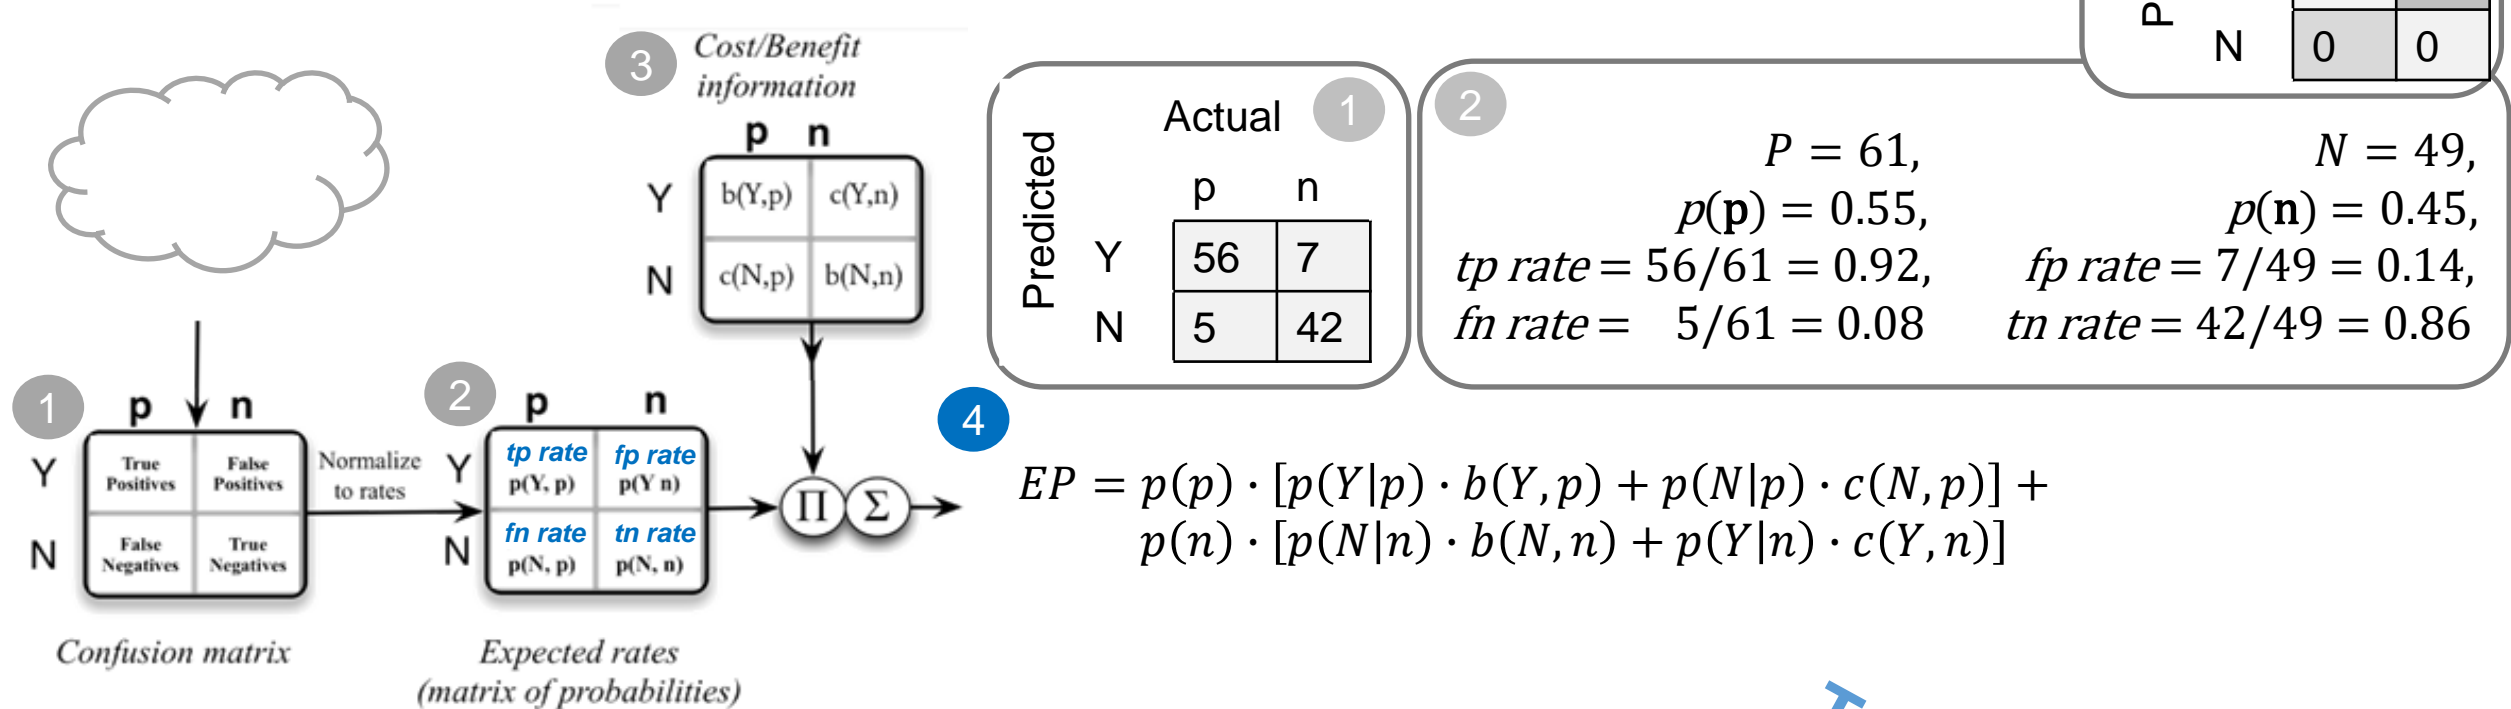 3
Cost/Benefit
information
p n
Y b(Y,p) c(Y,n)
N c(N,p) b(N,n)
1
p n
Y True Positives False Positives
N False Negatives True Negatives
Confusion matrix
Normalize
to rates
2
p n
Y tp rate fp rate
p(Y, p) p(Y n)
N fn rate tn rate
p(N, p) p(N, n)
Expected rates
(matrix of probabilities)
Π Σ
Actual 1
Predicted
p n
Y 56 7
N 5 42
P
N 0 0
2
P = 61, N = 49,
p(p) = 0.55, p(n) = 0.45,
tp rate = 56/61 = 0.92, fp rate = 7/49 = 0.14,
fn rate = 5/61 = 0.08 tn rate = 42/49 = 0.86
4
EP = p(p) · [p(Y|p) · b(Y, p) + p(N|p) · c(N, p)] +
p(n) · [p(N|n) · b(N, n) + p(Y|n) · c(Y, n)]